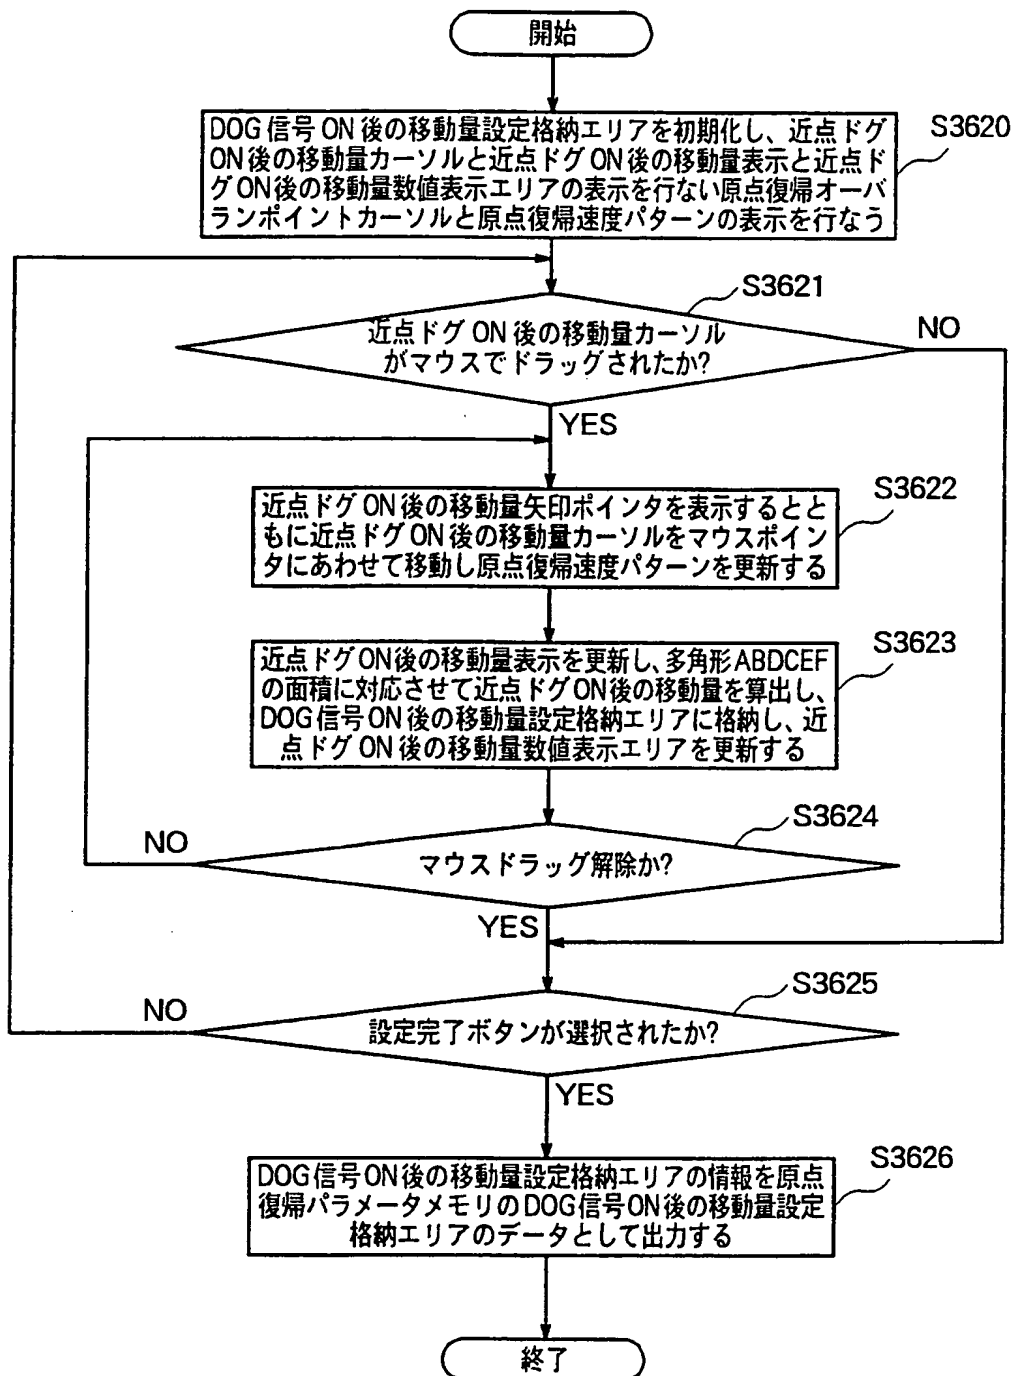 開始
DOG信号ON後の移動量設定格納エリアを初期化し、近点ドグ
ON後の移動量カーソルと近点ドグON後の移動量表示と近点ド
グON後の移動量数値表示エリアの表示を行ない原点復帰オーバ
ランポイントカーソルと原点復帰速度パターンの表示を行なう
S3620
S3621
近点ドグON後の移動量カーソル
がマウスでドラッグされたか?
NO
YES
S3622
近点ドグON後の移動量矢印ポインタを表示するとと
もに近点ドグON後の移動量カーソルをマウスポイン
タにあわせて移動し原点復帰速度パターンを更新する
S3623
近点ドグON後の移動量表示を更新し、多角形ABDCEF
の面積に対応させて近点ドグON後の移動量を算出し、
DOG信号ON後の移動量設定格納エリアに格納し、近
点ドグON後の移動量数値表示エリアを更新する
S3624
NO
マウスドラッグ解除か?
YES
S3625
NO
設定完了ボタンが選択されたか?
YES
S3626
DOG信号ON後の移動量設定格納エリアの情報を原点
復帰パラメータメモリのDOG信号ON後の移動量設定
格納エリアのデータとして出力する
終了